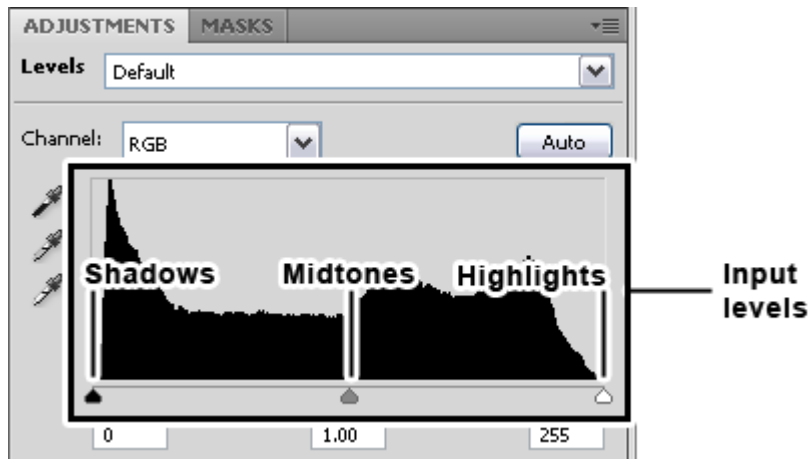 ADJUSTMENTS MASKS
Levels Default
Channel: RGB Auto
Shadows Midtones Highlights
Input
levels
0 1.00 255